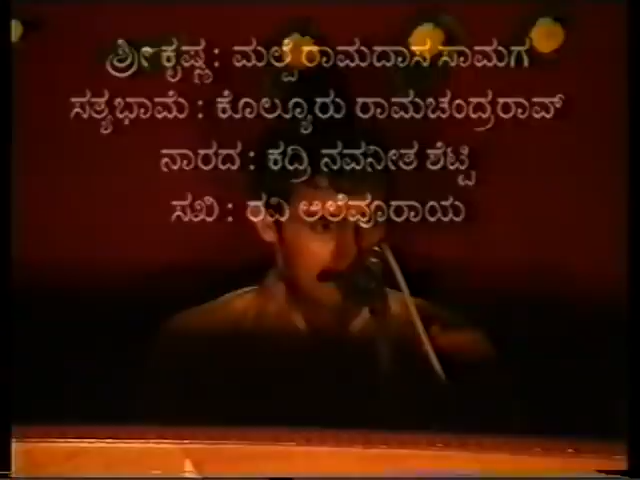 ಶ್ರೀಕೃಷ್ಣ : ಮಲ್ಪೆ ರಾಮದಾಸ ಸಾಮಗ
ಸತ್ಯಭಾಮೆ : ಕೊಲ್ಯೂರು ರಾಮಚಂದ್ರರಾವ್
ನಾರದ : ಕದ್ರಿ ನವನೀತ ಶೆಟ್ಟಿ
ಸಖಿ : ರವಿ ಅಲೆವೂರಾಯ